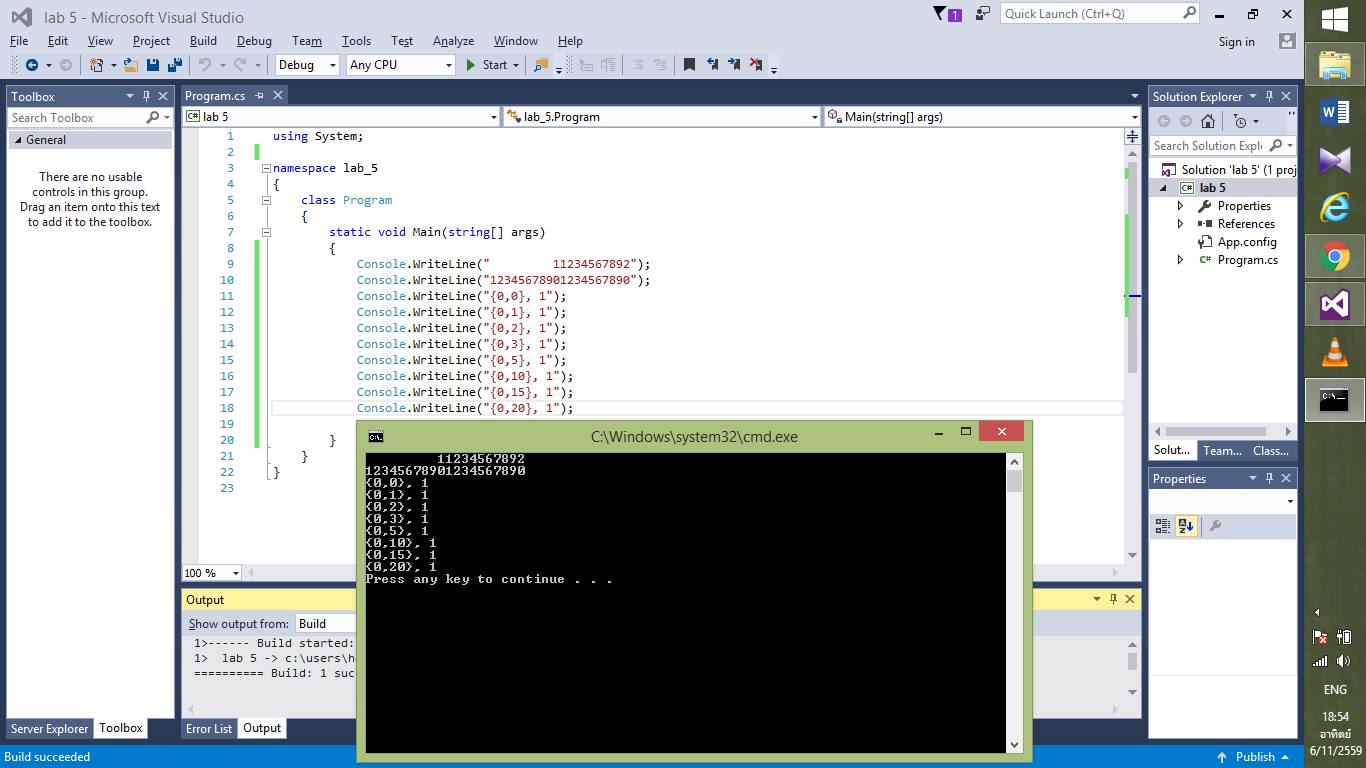 lab 5 - Microsoft Visual Studio
1
Quick Launch (Ctrl+Q)
File Edit View Project Build Debug Team Tools Test Analyze Window Help
Sign in
Debug Any CPU Start
Toolbox
Search Toolbox
General
There are no usable
controls in this group.
Drag an item onto this text
to add it to the toolbox.
Server Explorer Toolbox
Program.cs
C# lab 5 lab_5.Program Main(string[] args)
1 using System;
2
3 namespace lab_5
4 {
5 class Program
6 {
7 static void Main(string[] args)
8 {
9 Console.WriteLine("         11234567892");
10 Console.WriteLine("12345678901234567890");
11 Console.WriteLine("{0,0}, 1");
12 Console.WriteLine("{0,1}, 1");
13 Console.WriteLine("{0,2}, 1");
14 Console.WriteLine("{0,3}, 1");
15 Console.WriteLine("{0,5}, 1");
16 Console.WriteLine("{0,10}, 1");
17 Console.WriteLine("{0,15}, 1");
18 Console.WriteLine("{0,20}, 1");
19
20 }
21 }
22 }
23
100 %
C:\Windows\system32\cmd.exe
         11234567892
12345678901234567890
{0,0}, 1
{0,1}, 1
{0,2}, 1
{0,3}, 1
{0,5}, 1
{0,10}, 1
{0,15}, 1
{0,20}, 1
Press any key to continue . . .
Output
Show output from: Build
1>------ Build started:
1>  lab 5 -> c:\users\h
========== Build: 1 suc
Error List Output
Solution Explorer
Search Solution Expl
Solution 'lab 5' (1 proj
C# lab 5
Properties
References
App.config
C# Program.cs
Solut... Team... Class...
Properties
Build succeeded
Publish
ENG
18:54
อาทิตย์
6/11/2559